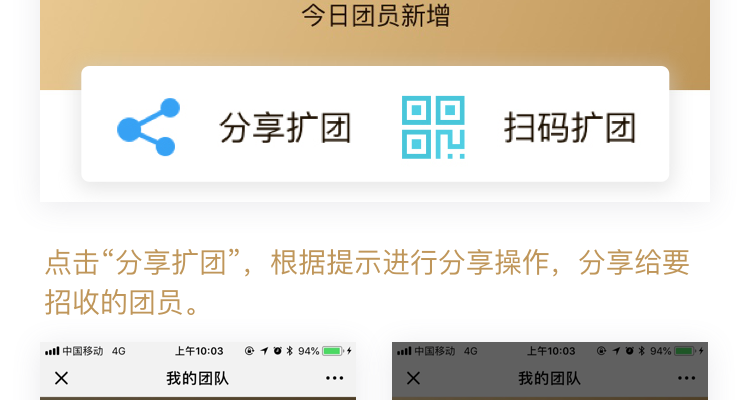 今日团员新增
分享扩团 扫码扩团
点击“分享扩团”，根据提示进行分享操作，分享给要
招收的团员。
中国移动 4G 上午10:03 94% 中国移动 4G 上午10:03 94%
我的团队 我的团队